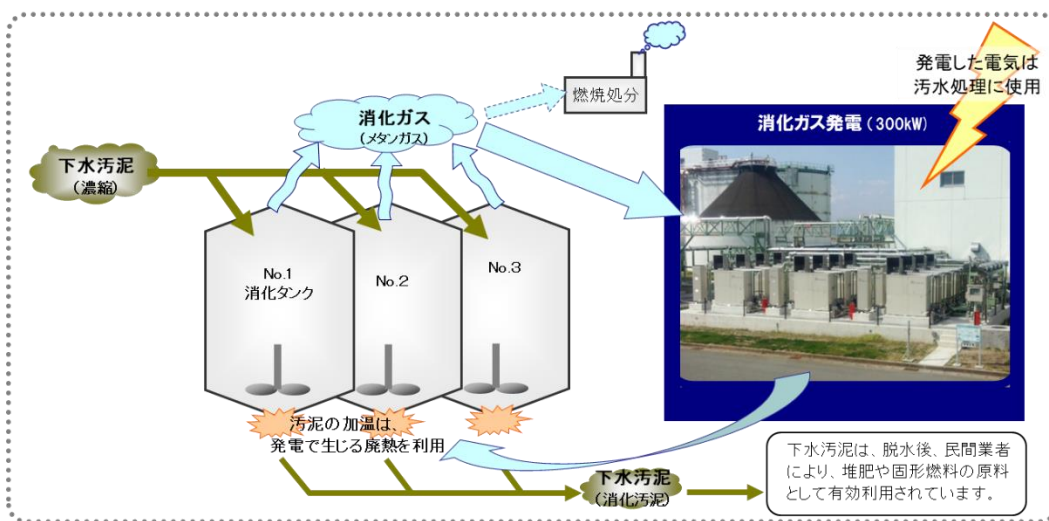 発電した電気は
汚水処理に使用
燃焼処分
消化ガス
(メタンガス)
消化ガス発電(300kW)
下水汚泥
(濃縮)
No.1
消化タンク
No.2
No.3
汚泥の加温は、
発電で生じる廃熱を利用
下水汚泥
(消化汚泥)
下水汚泥は、脱水後、民間業者
により、堆肥や固形燃料の原料
として有効利用されています。